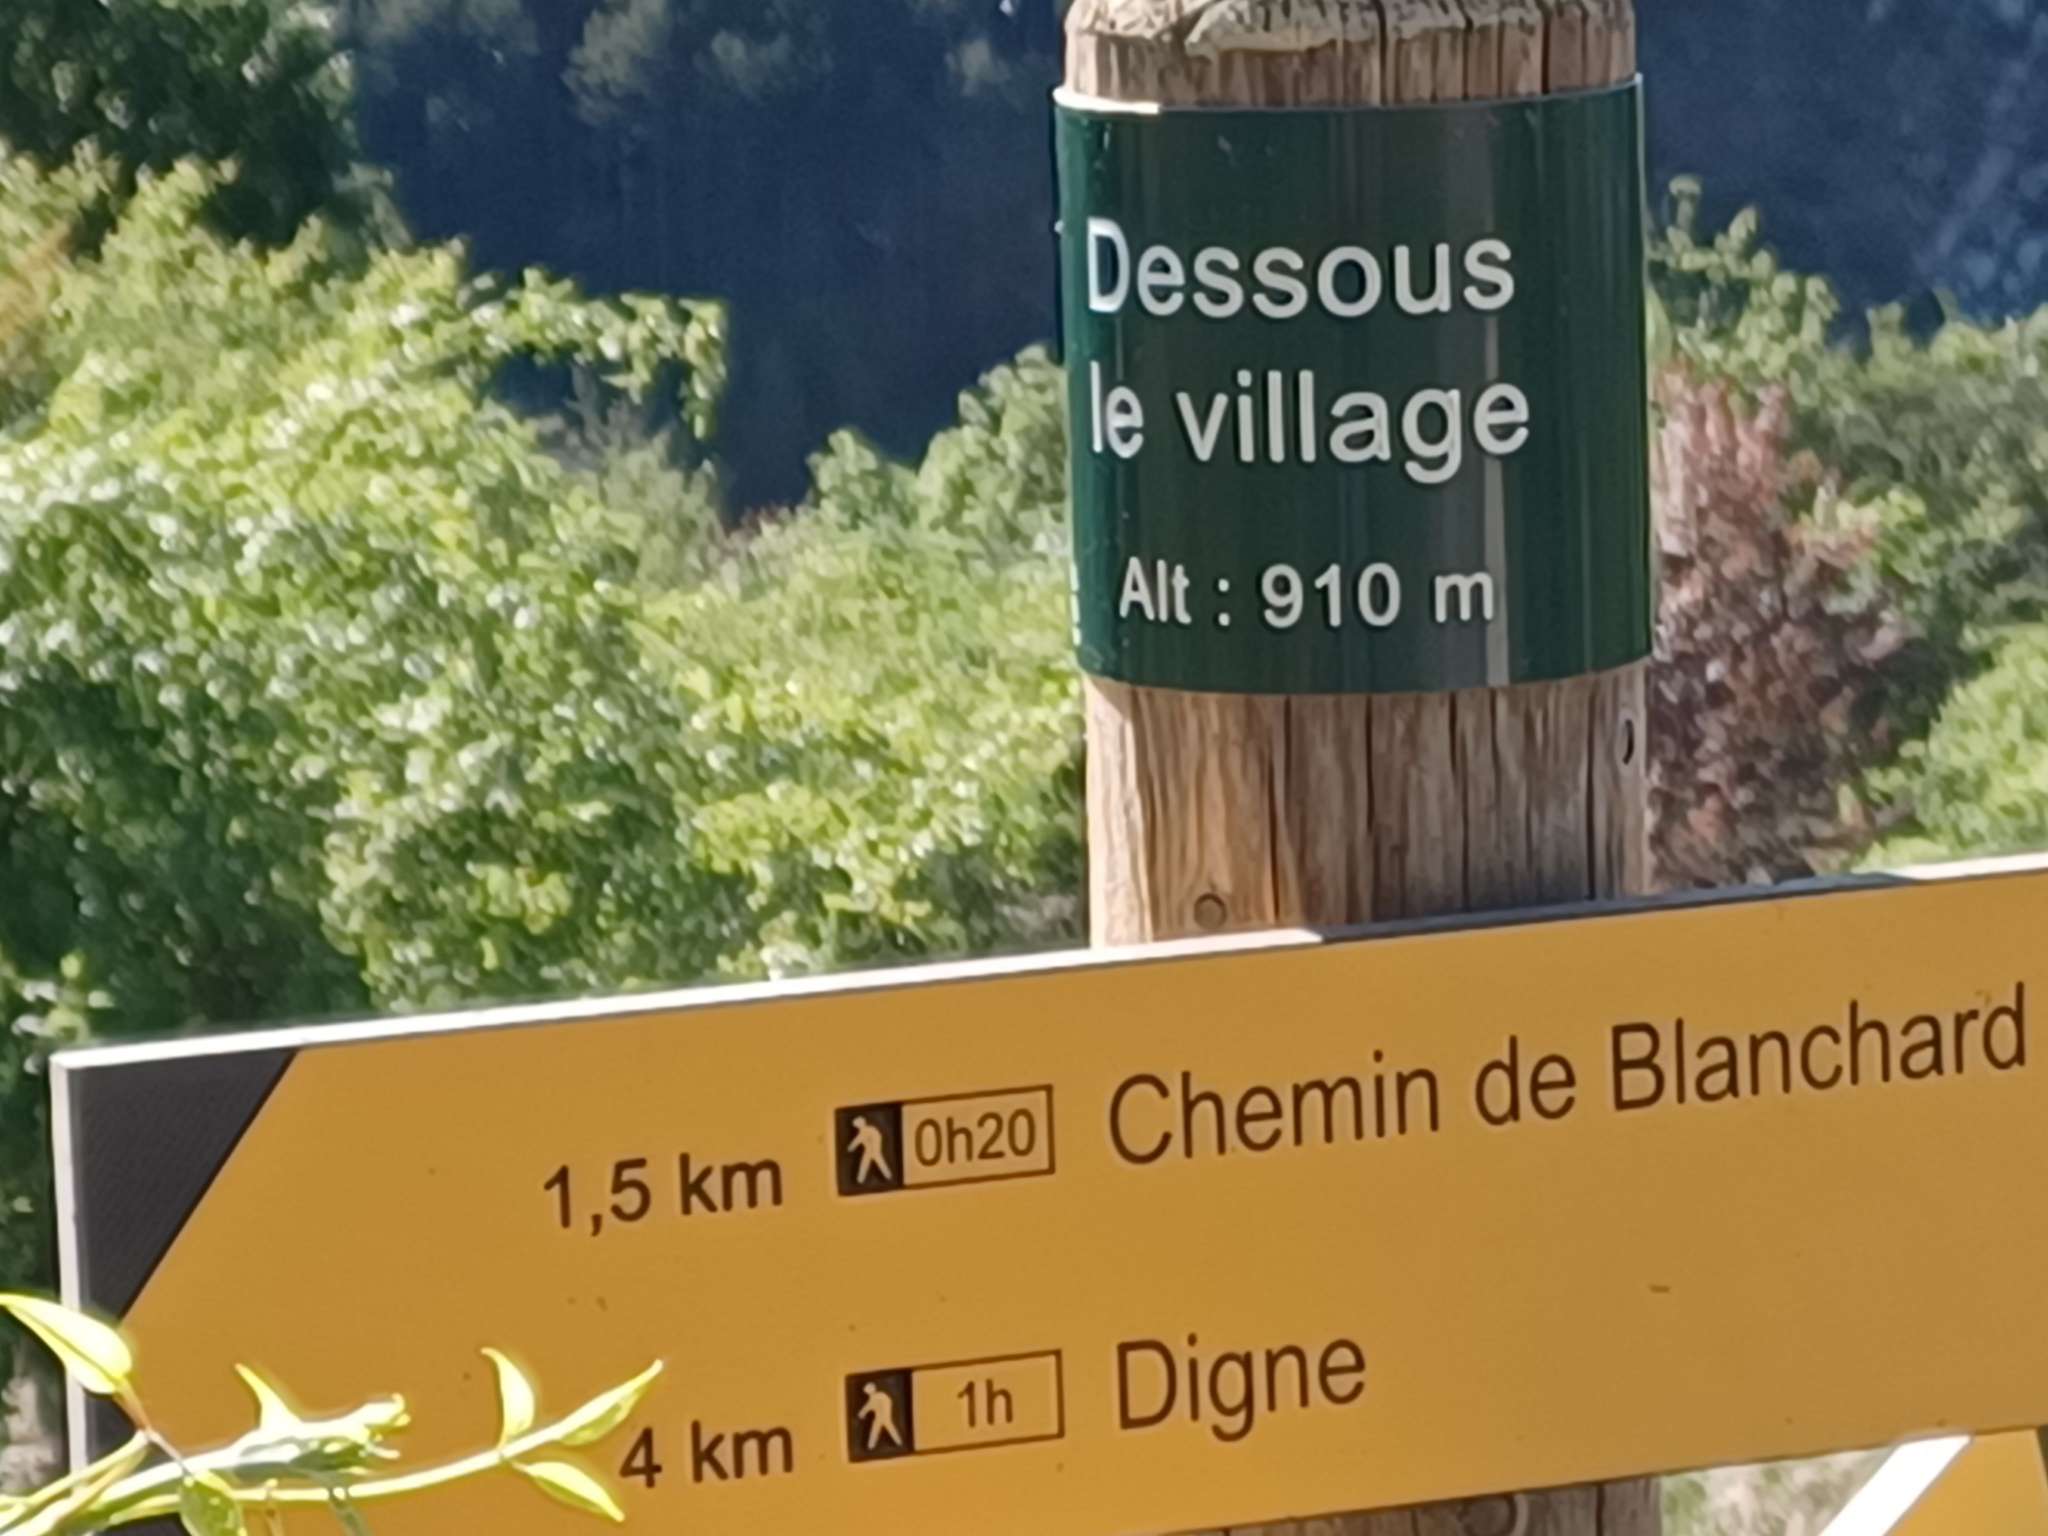 Dessous
le village
Alt : 910 m
1,5 km 0h20 Chemin de Blanchard
4 km 1h Digne